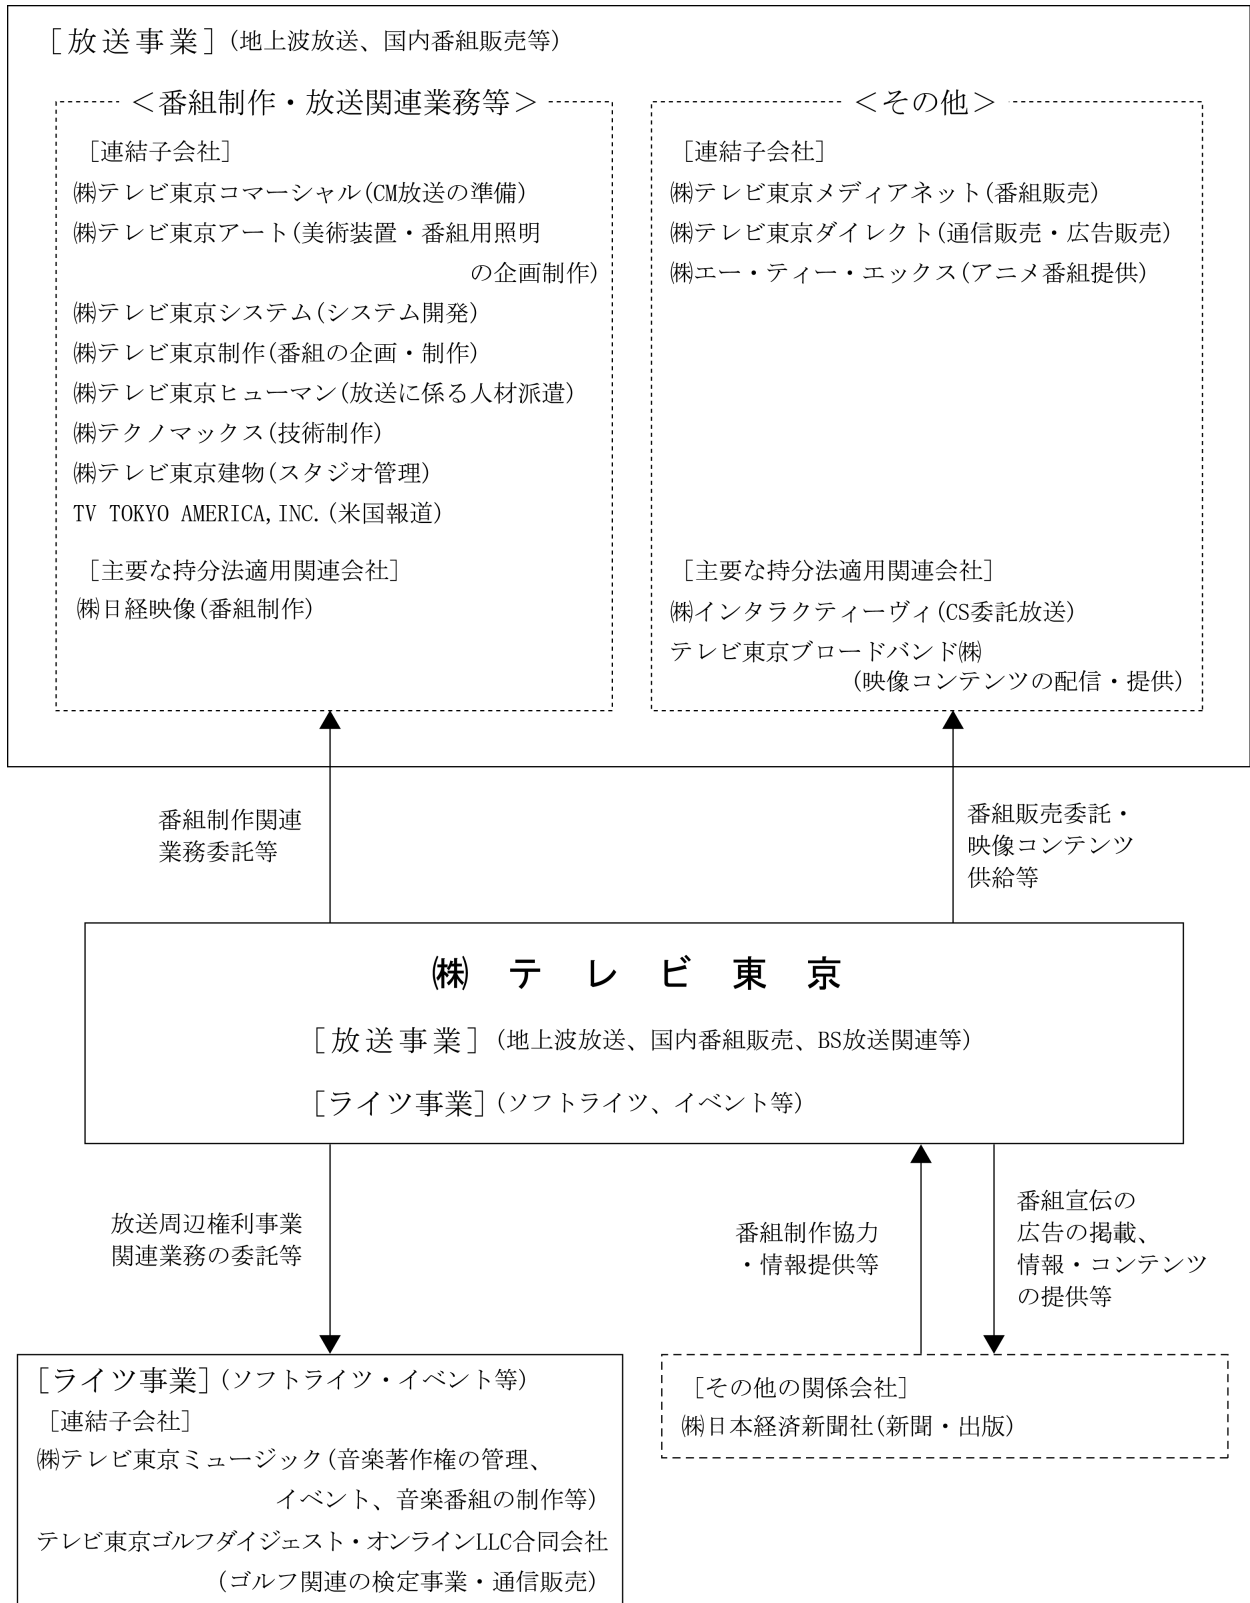 ［放送事業］(地上波放送、国内番組販売等)
＜番組制作・放送関連業務等＞
［連結子会社］
㈱テレビ東京コマーシャル(CM放送の準備)
㈱テレビ東京アート(美術装置・番組用照明
の企画制作)
㈱テレビ東京システム(システム開発)
㈱テレビ東京制作(番組の企画・制作)
㈱テレビ東京ヒューマン(放送に係る人材派遣)
㈱テクノマックス(技術制作)
㈱テレビ東京建物(スタジオ管理)
TV TOKYO AMERICA,INC.(米国報道)
［主要な持分法適用関連会社］
㈱日経映像(番組制作)
＜その他＞
［連結子会社］
㈱テレビ東京メディアネット(番組販売)
㈱テレビ東京ダイレクト(通信販売・広告販売)
㈱エー・ティー・エックス(アニメ番組提供)
［主要な持分法適用関連会社］
㈱インタラクティーヴィ(CS委託放送)
テレビ東京ブロードバンド㈱
(映像コンテンツの配信・提供)
番組制作関連
業務委託等
番組販売委託・
映像コンテンツ
供給等
㈱テレビ東京
［放送事業］(地上波放送、国内番組販売、BS放送関連等)
［ライツ事業］(ソフトライツ、イベント等)
放送周辺権利事業
関連業務の委託等
番組制作協力
・情報提供等
番組宣伝の
広告の掲載、
情報・コンテンツ
の提供等
［ライツ事業］(ソフトライツ・イベント等)
［連結子会社］
㈱テレビ東京ミュージック(音楽著作権の管理、
イベント、音楽番組の制作等)
テレビ東京ゴルフダイジェスト・オンラインLLC合同会社
(ゴルフ関連の検定事業・通信販売)
［その他の関係会社］
㈱日本経済新聞社(新聞・出版)